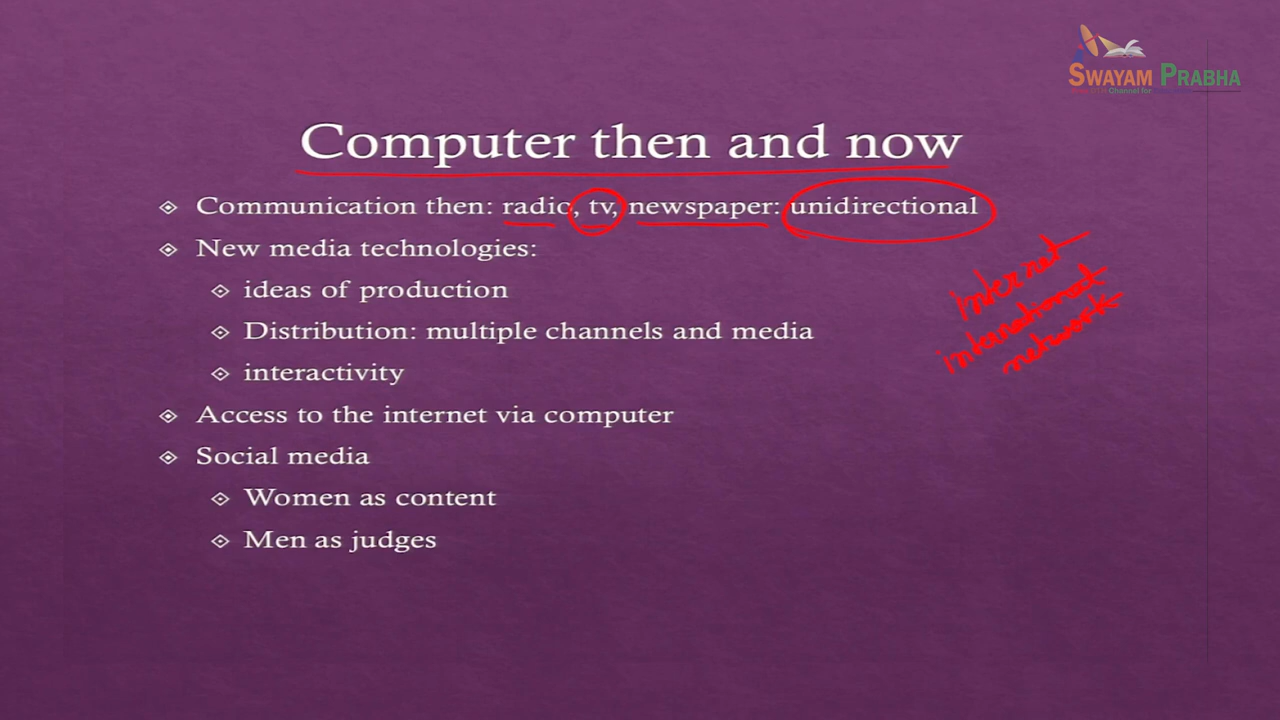 SWAYAM PRABHA
Computer then and now
Communication then: radio, tv, newspaper: unidirectional
New media technologies:
ideas of production
Distribution: multiple channels and media
interactivity
Access to the internet via computer
Social media
Women as content
Men as judges
Internet
international
network